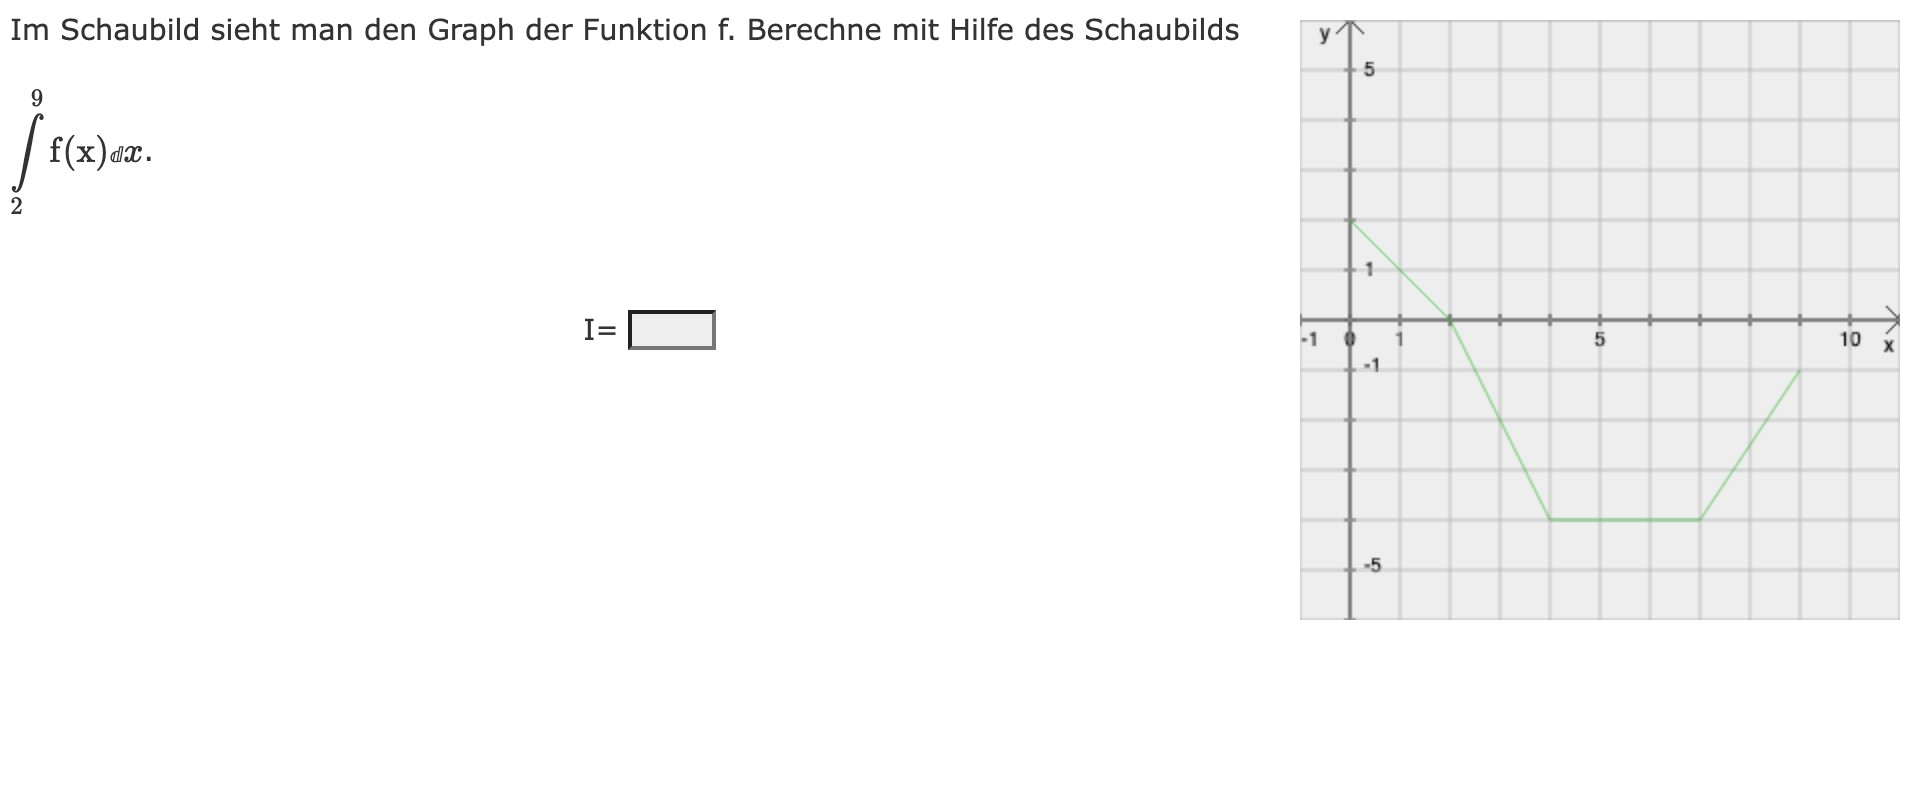 Im Schaubild sieht man den Graph der Funktion f. Berechne mit Hilfe des Schaubilds
9
∫ f(x)ⅆx.
2
I=
y
5
1
-1 0 1 5 10 x
-1
-5